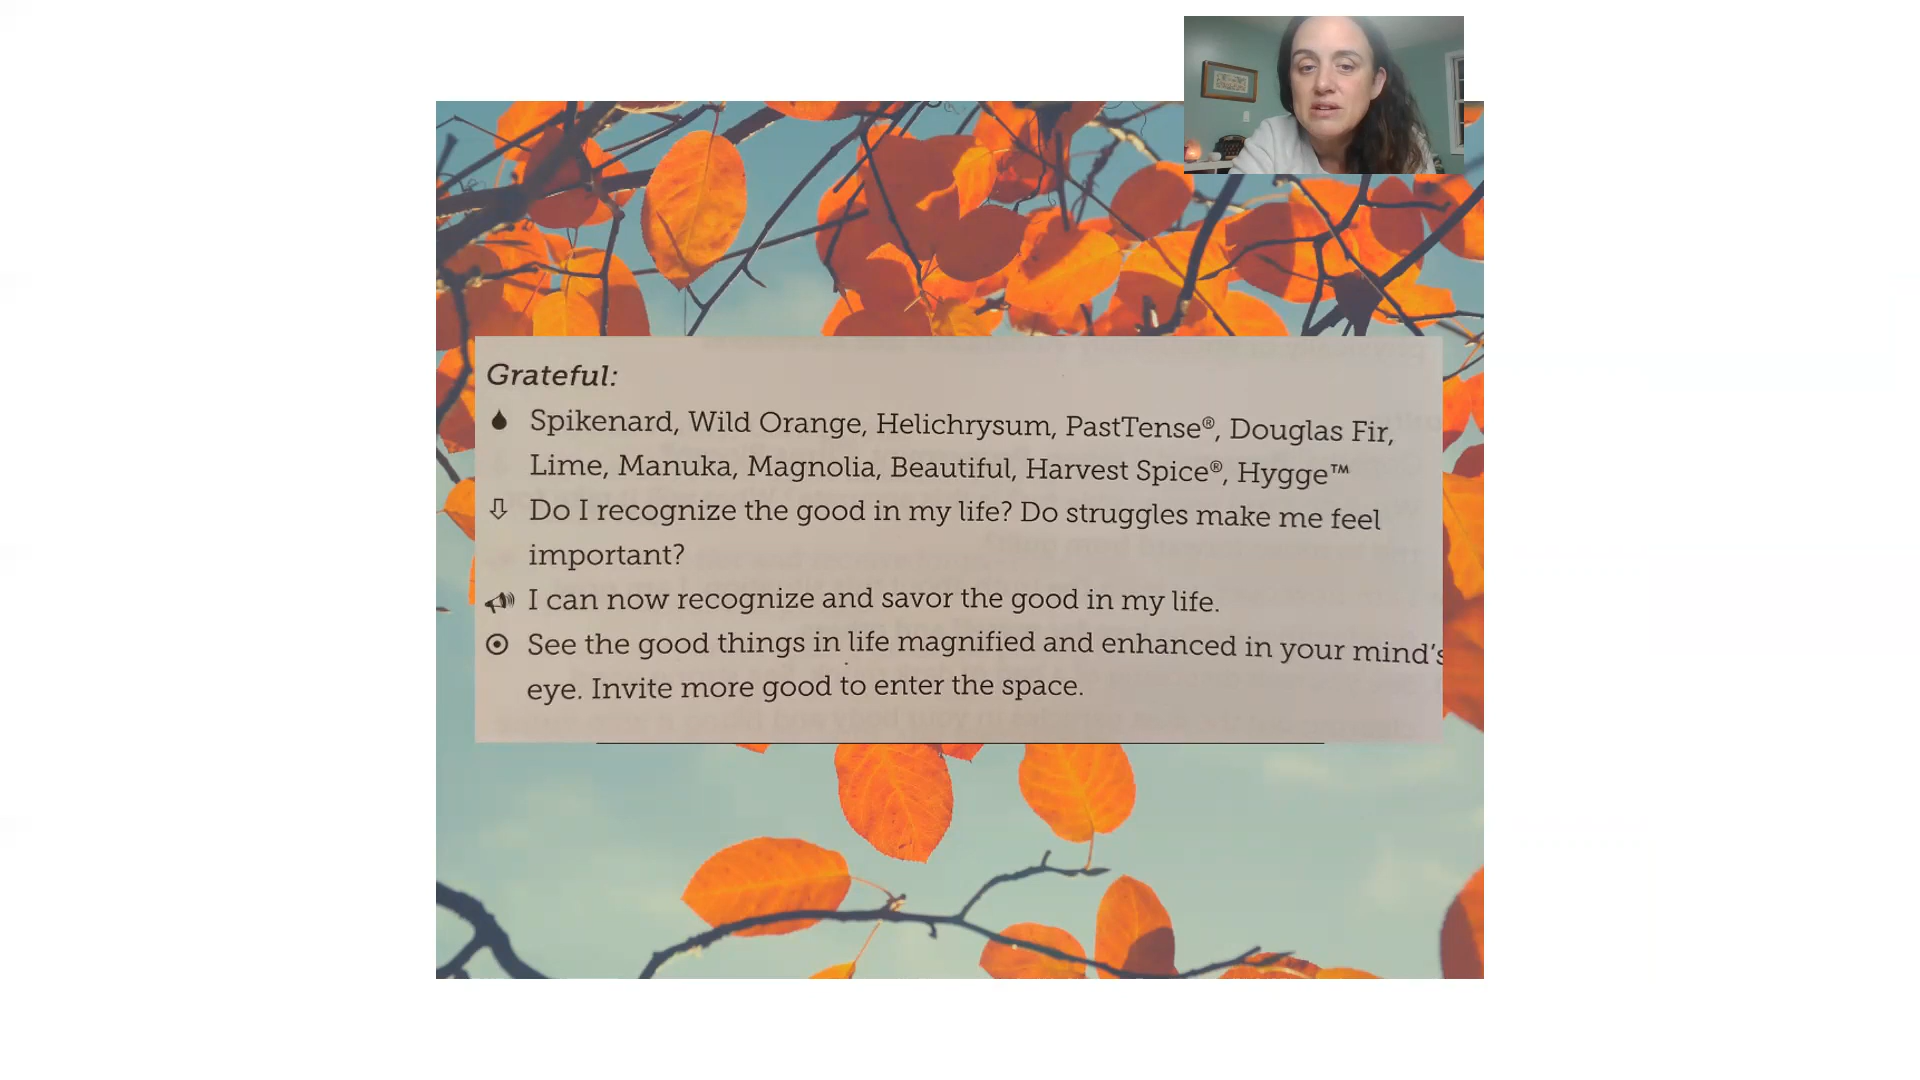 Grateful:
Spikenard, Wild Orange, Helichrysum, PastTense®, Douglas Fir,
Lime, Manuka, Magnolia, Beautiful, Harvest Spice®, Hygge™
Do I recognize the good in my life? Do struggles make me feel
important?
I can now recognize and savor the good in my life.
See the good things in life magnified and enhanced in your mind's
eye. Invite more good to enter the space.